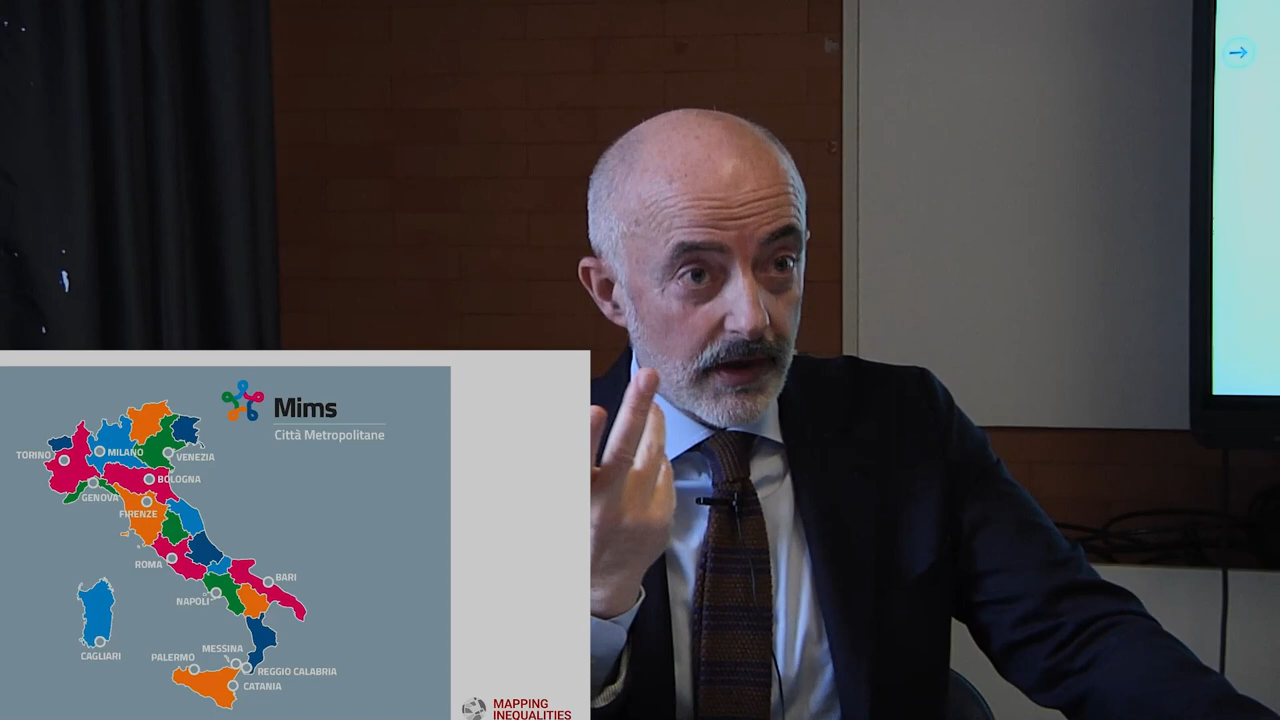 Mims
Città Metropolitane
TORINO
MILANO
VENEZIA
BOLOGNA
GENOVA
FIRENZE
ROMA
BARI
NAPOLI
MESSINA
CAGLIARI
PALERMO
REGGIO CALABRIA
CATANIA
MAPPING
INEQUALITIES